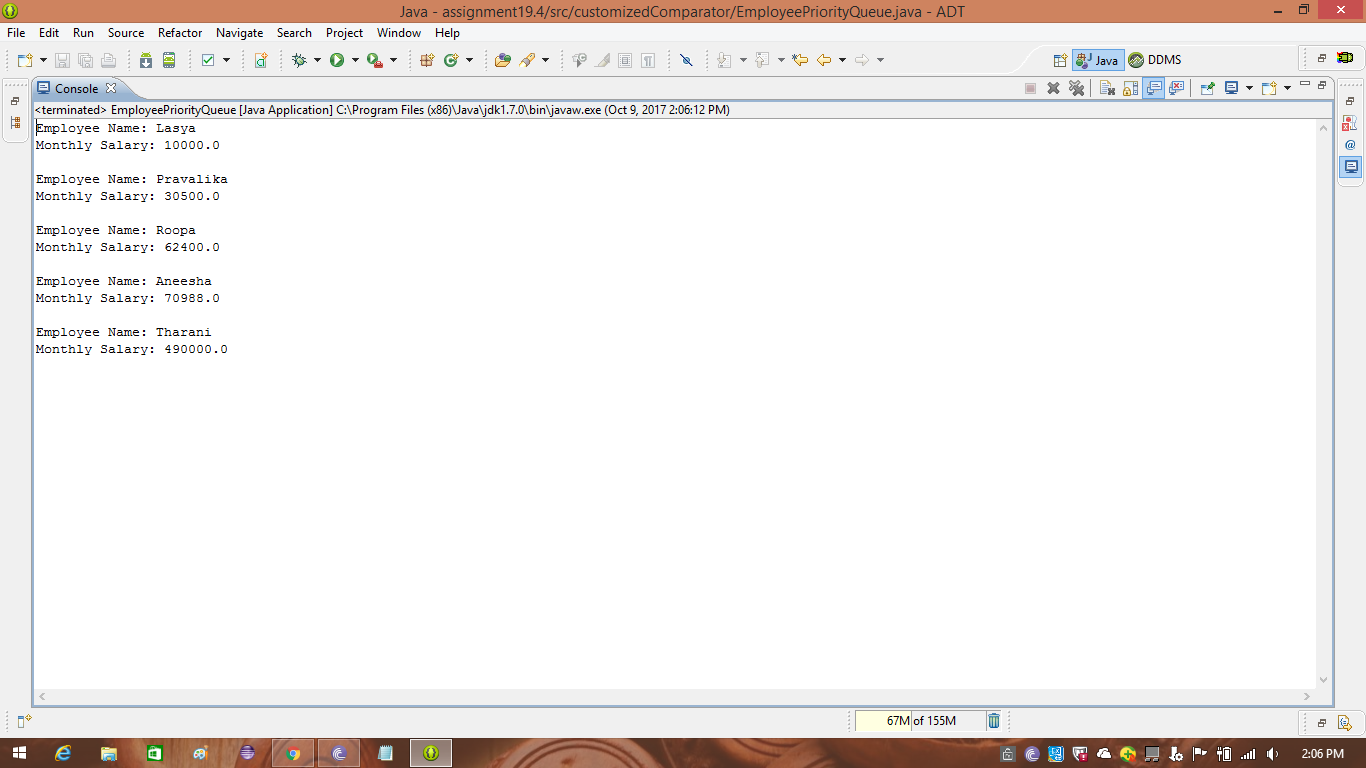 Java - assignment19.4/src/customizedComparator/EmployeePriorityQueue.java - ADT
File Edit Run Source Refactor Navigate Search Project Window Help
Java DDMS
Console
<terminated> EmployeePriorityQueue [Java Application] C:\Program Files (x86)\Java\jdk1.7.0\bin\javaw.exe (Oct 9, 2017 2:06:12 PM)
Employee Name: Lasya
Monthly Salary: 10000.0
Employee Name: Pravalika
Monthly Salary: 30500.0
Employee Name: Roopa
Monthly Salary: 62400.0
Employee Name: Aneesha
Monthly Salary: 70988.0
Employee Name: Tharani
Monthly Salary: 490000.0
67M of 155M
2:06 PM